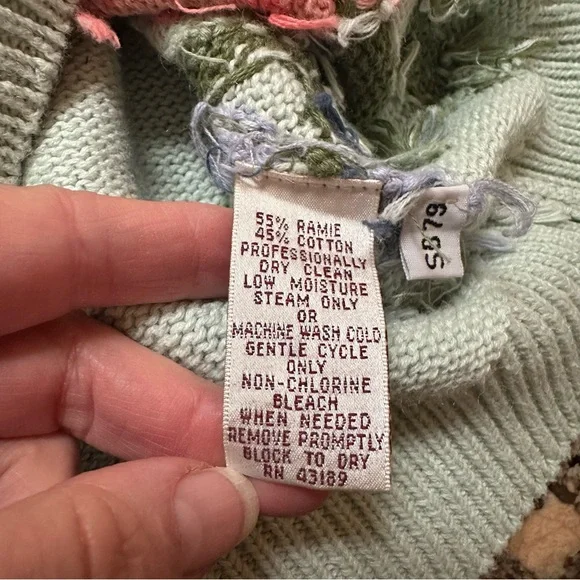 55% RAMIE
45% COTTON
PROFESSIONALLY
DRY CLEAN
LOW MOISTURE
STEAM ONLY
OR
MACHINE WASH COLD
GENTLE CYCLE
ONLY
NON-CHLORINE
BLEACH
WHEN NEEDED
REMOVE PROMPTLY
BLOCK TO DRY
RN 43189
S879